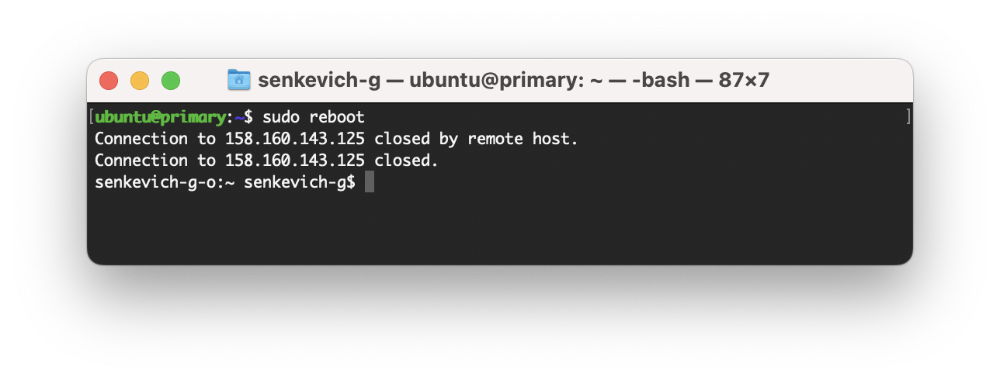 senkevich-g — ubuntu@primary: ~ — -bash — 87×7
[ubuntu@primary:~$ sudo reboot ]
Connection to 158.160.143.125 closed by remote host.
Connection to 158.160.143.125 closed.
senkevich-g-o:~ senkevich-g$